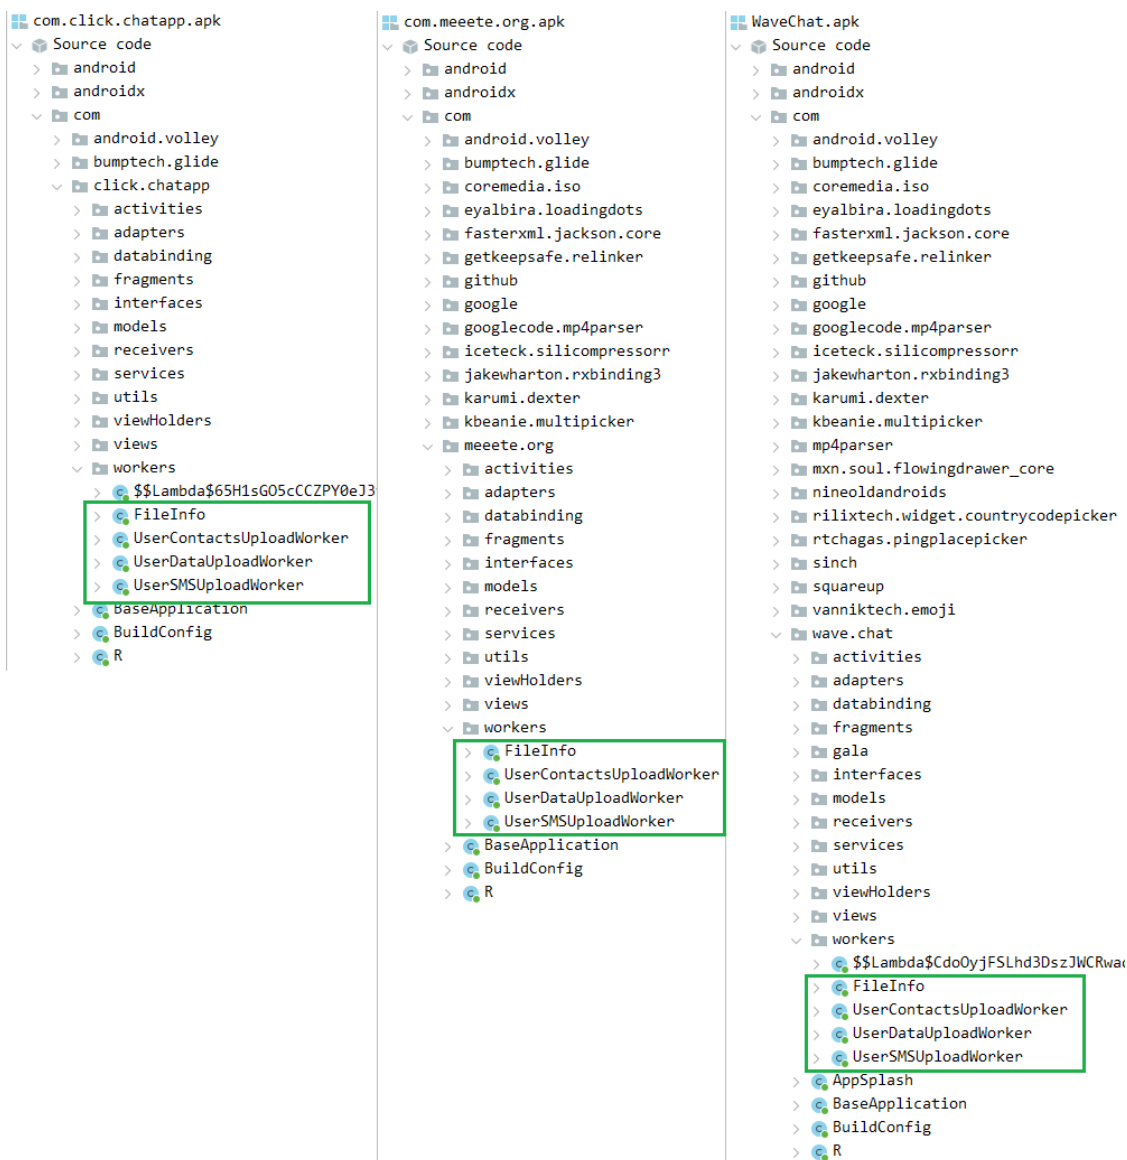 com.click.chatapp.apk
Source code
android
androidx
com
android.volley
bumptech.glide
click.chatapp
activities
adapters
databinding
fragments
interfaces
models
receivers
services
utils
viewHolders
views
workers
$$Lambda$65H1sGO5cCCZPY0eJ3
FileInfo
UserContactsUploadWorker
UserDataUploadWorker
UserSMSUploadWorker
BaseApplication
BuildConfig
R
com.meeete.org.apk
Source code
android
androidx
com
android.volley
bumptech.glide
coremedia.iso
eyalbira.loadingdots
fasterxml.jackson.core
getkeepsafe.relinker
github
google
googlecode.mp4parser
iceteck.silicompressorr
jakewharton.rxbinding3
karumi.dexter
kbeanie.multipicker
meeete.org
activities
adapters
databinding
fragments
interfaces
models
receivers
services
utils
viewHolders
views
workers
FileInfo
UserContactsUploadWorker
UserDataUploadWorker
UserSMSUploadWorker
BaseApplication
BuildConfig
R
WaveChat.apk
Source code
android
androidx
com
android.volley
bumptech.glide
coremedia.iso
eyalbira.loadingdots
fasterxml.jackson.core
getkeepsafe.relinker
github
google
googlecode.mp4parser
iceteck.silicompressorr
jakewharton.rxbinding3
karumi.dexter
kbeanie.multipicker
mp4parser
mxn.soul.flowingdrawer_core
nineoldandroids
rilixtech.widget.countrycodepicker
rtchagas.pingplacepicker
sinch
squareup
vanniktech.emoji
wave.chat
activities
adapters
databinding
fragments
gala
interfaces
models
receivers
services
utils
viewHolders
views
workers
$$Lambda$CdoOyjFSLhd3DszJWCRwac
FileInfo
UserContactsUploadWorker
UserDataUploadWorker
UserSMSUploadWorker
AppSplash
BaseApplication
BuildConfig
R